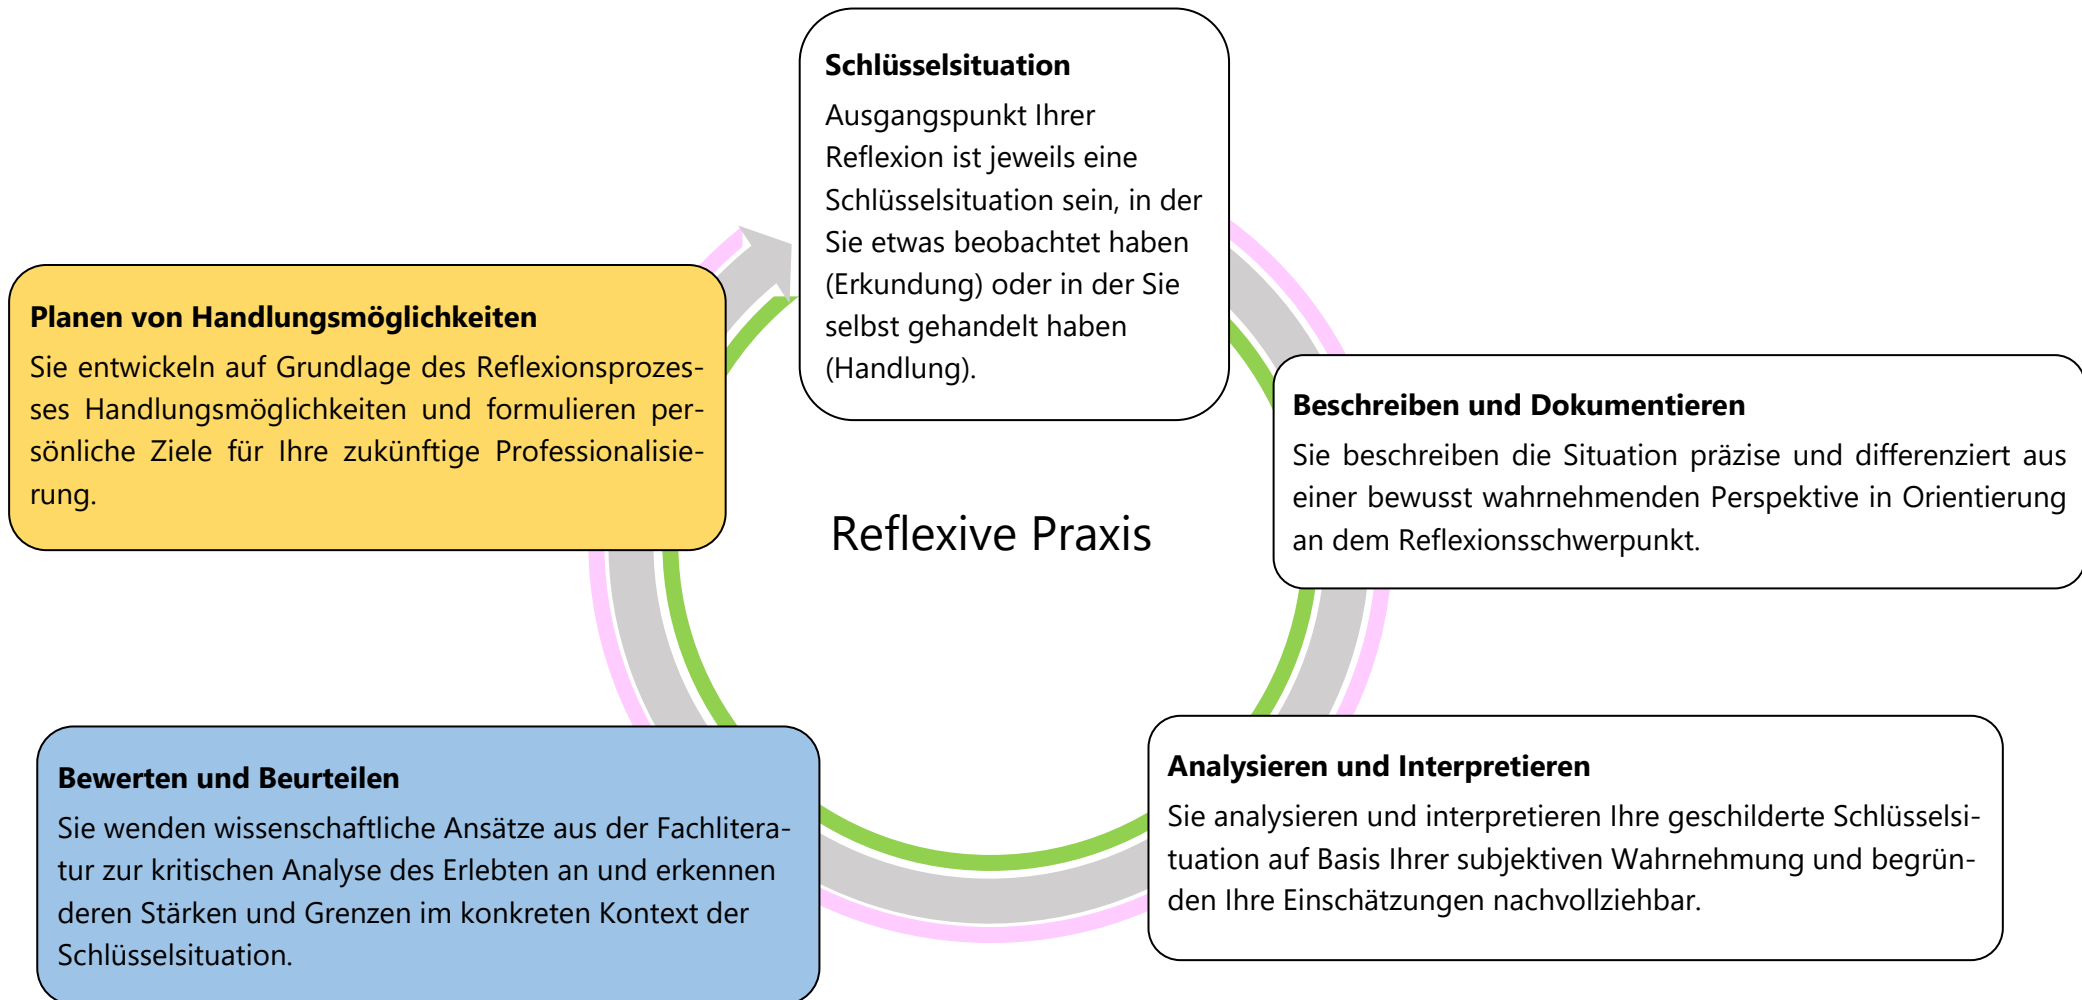 Schlüsselsituation
Ausgangspunkt Ihrer
Reflexion ist jeweils eine
Schlüsselsituation sein, in der
Sie etwas beobachtet haben
(Erkundung) oder in der Sie
selbst gehandelt haben
(Handlung).
Beschreiben und Dokumentieren
Sie beschreiben die Situation präzise und differenziert aus
einer bewusst wahrnehmenden Perspektive in Orientierung
an dem Reflexionsschwerpunkt.
Analysieren und Interpretieren
Sie analysieren und interpretieren Ihre geschilderte Schlüsselsi-
tuation auf Basis Ihrer subjektiven Wahrnehmung und begrün-
den Ihre Einschätzungen nachvollziehbar.
Bewerten und Beurteilen
Sie wenden wissenschaftliche Ansätze aus der Fachlitera-
tur zur kritischen Analyse des Erlebten an und erkennen
deren Stärken und Grenzen im konkreten Kontext der
Schlüsselsituation.
Planen von Handlungsmöglichkeiten
Sie entwickeln auf Grundlage des Reflexionsprozes-
ses Handlungsmöglichkeiten und formulieren per-
sönliche Ziele für Ihre zukünftige Professionalisie-
rung.
Reflexive Praxis